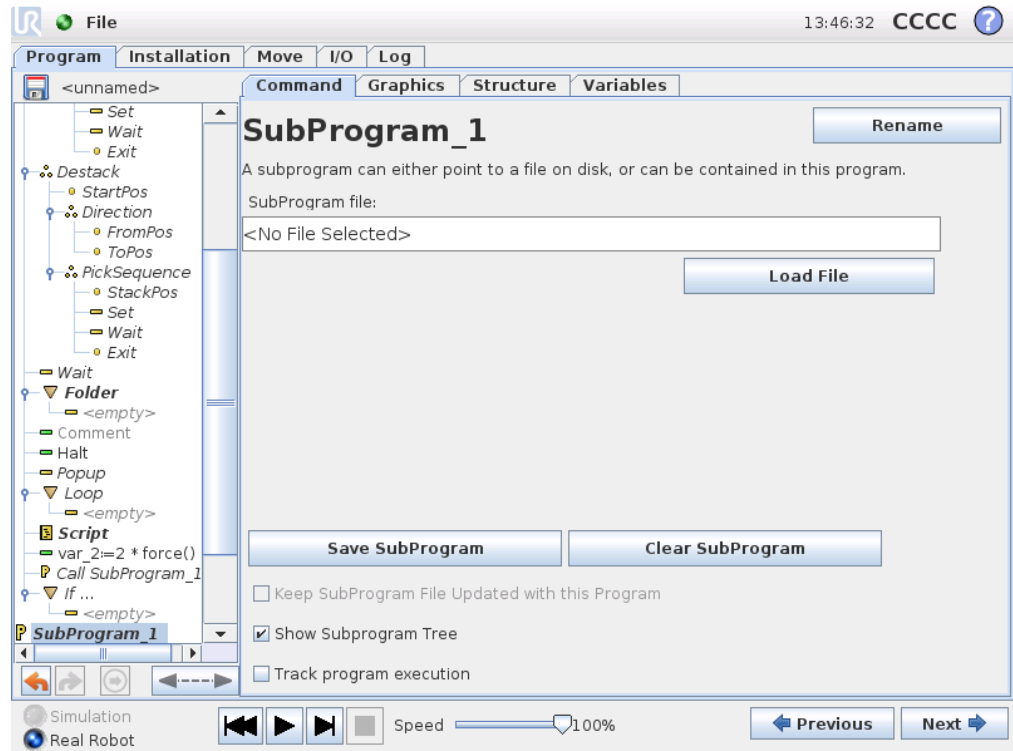 UR File 13:46:32 CCCC ?
Program Installation Move I/O Log
<unnamed>
Set
Wait
Exit
Destack
StartPos
Direction
FromPos
ToPos
PickSequence
StackPos
Set
Wait
Exit
Wait
Folder
<empty>
Comment
Halt
Popup
Loop
<empty>
Script
var_2:=2 * force()
Call SubProgram_1
If ...
<empty>
SubProgram_1
Command Graphics Structure Variables
SubProgram_1
Rename
A subprogram can either point to a file on disk, or can be contained in this program.
SubProgram file:
<No File Selected>
Load File
Save SubProgram Clear SubProgram
Keep SubProgram File Updated with this Program
Show Subprogram Tree
Track program execution
Simulation
Real Robot
Speed 100%
Previous Next